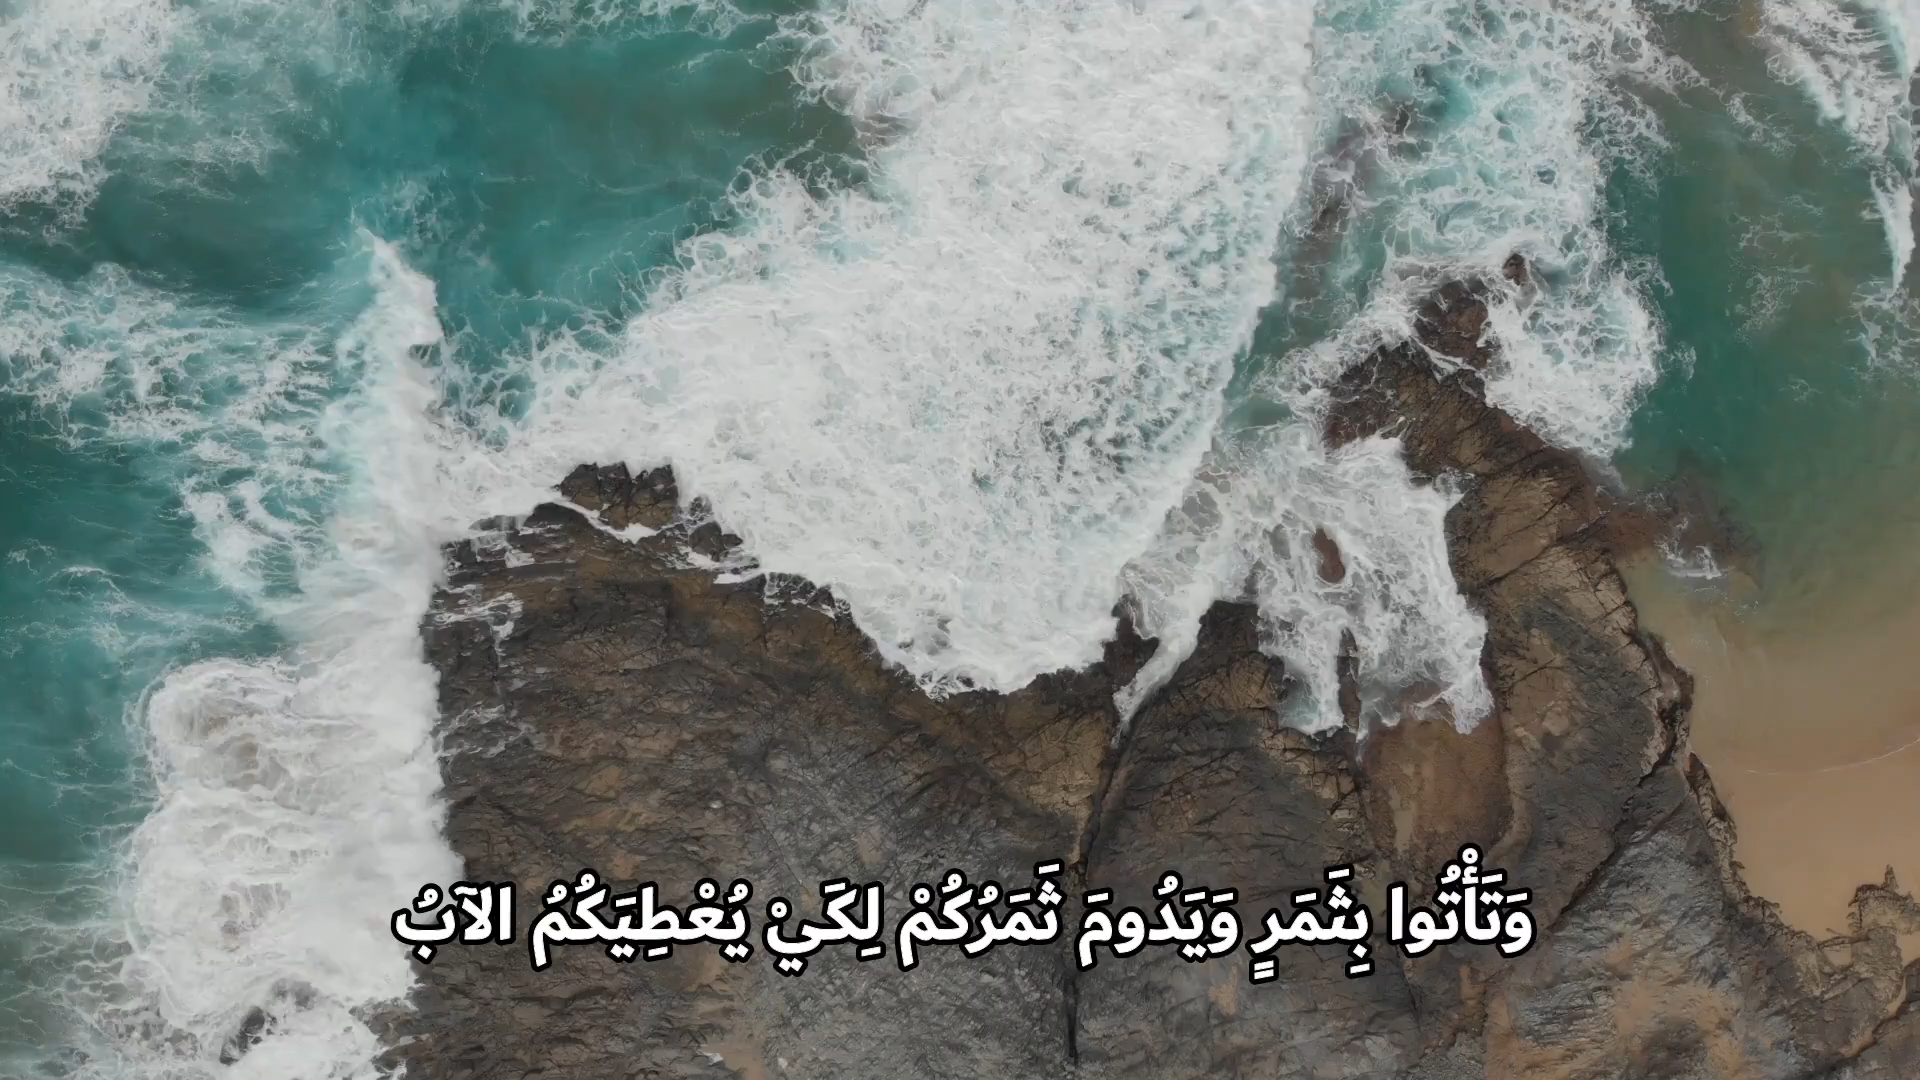 وَتَأْتُوا بِثَمَرٍ وَيَدُومَ ثَمَرُكُمْ لِكَيْ يُعْطِيَكُمُ الآبُ